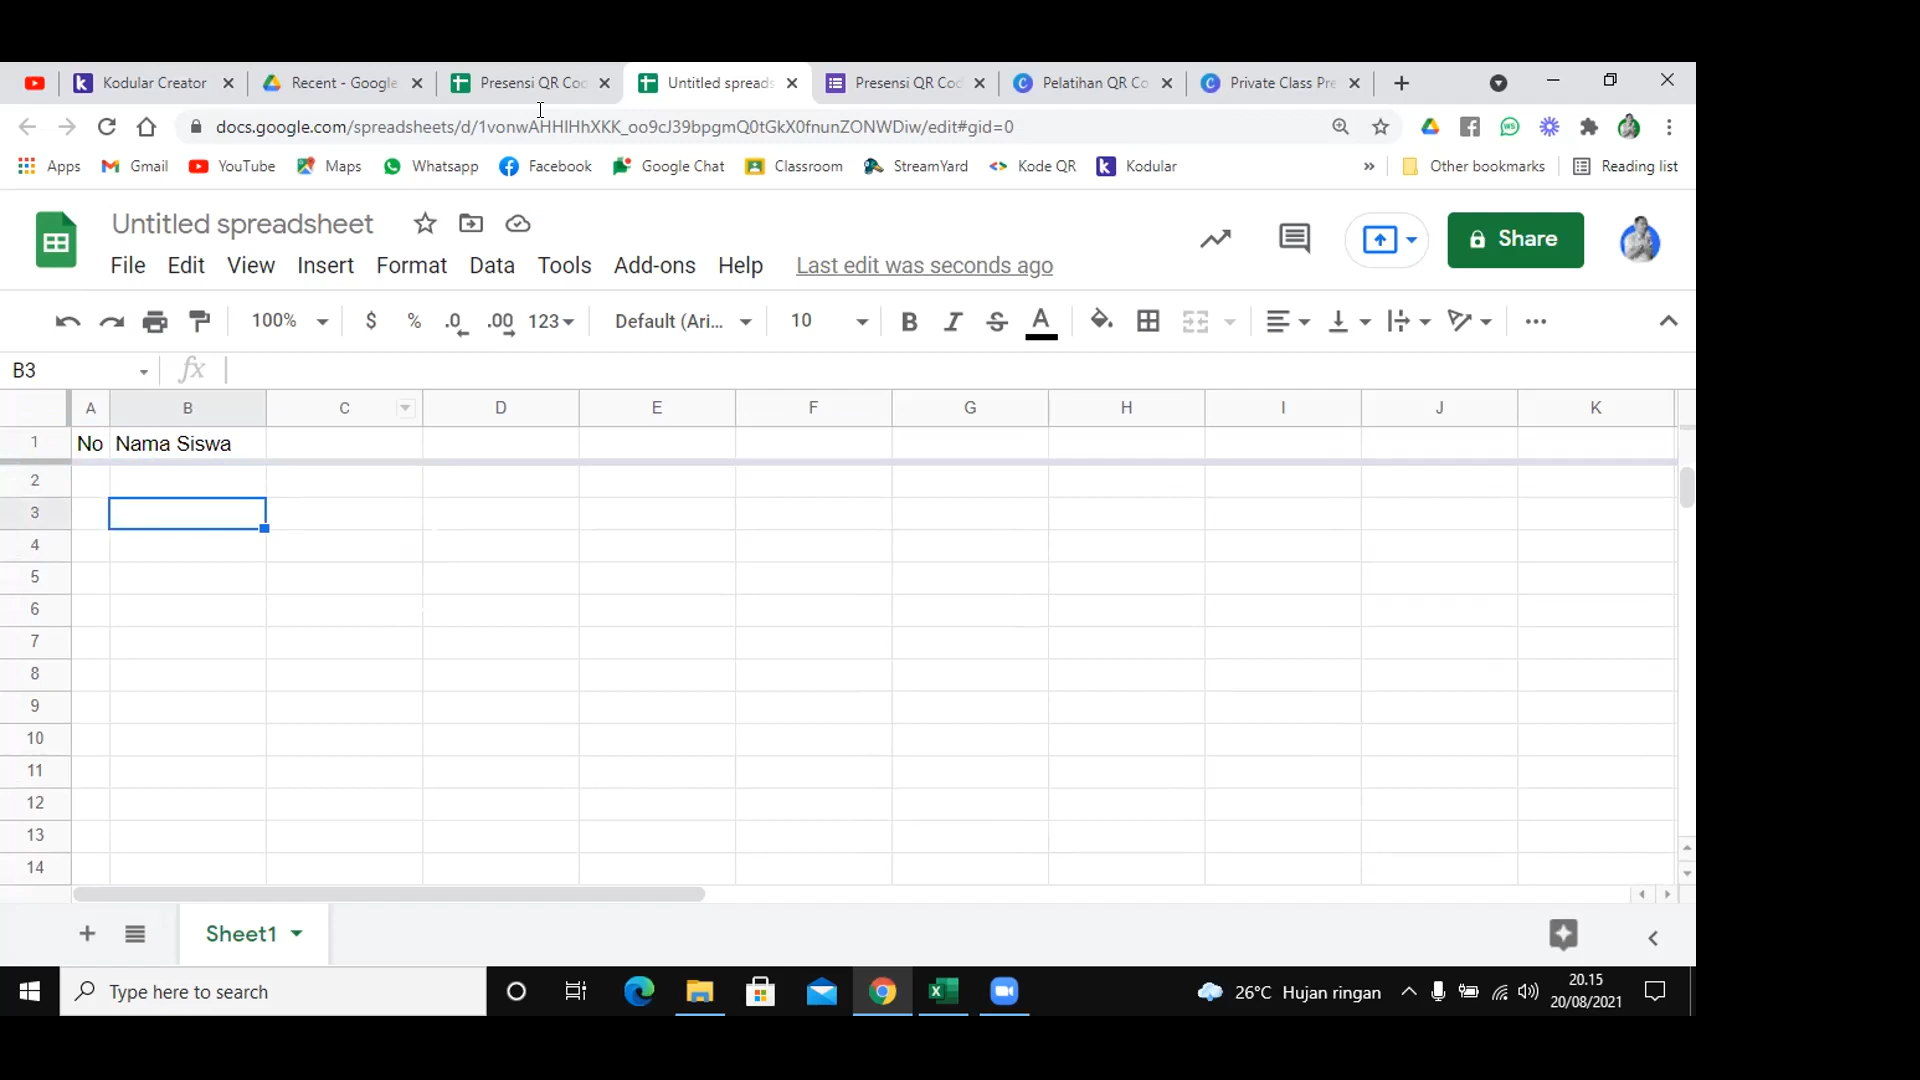 Kodular Creator
Recent - Google
Presensi QR Coc
Untitled spreads
Presensi QR Coc
Pelatihan QR Co
Private Class Pre
docs.google.com/spreadsheets/d/1vonwAHHIHhXKK_oo9cJ39bpgmQ0tGkX0fnunZONWDiw/edit#gid=0
Apps
Gmail
YouTube
Maps
Whatsapp
Facebook
Google Chat
Classroom
StreamYard
Kode QR
Kodular
»
Other bookmarks
Reading list
Untitled spreadsheet
Share
File Edit View Insert Format Data Tools Add-ons Help Last edit was seconds ago
100% $ % .0 .00 123 Default (Ari... 10 B I S A
B3 fx
A B C D E F G H I J K
1 No Nama Siswa
2
3
4
5
6
7
8
9
10
11
12
13
14
Sheet1
Type here to search
26°C Hujan ringan
20.15
20/08/2021